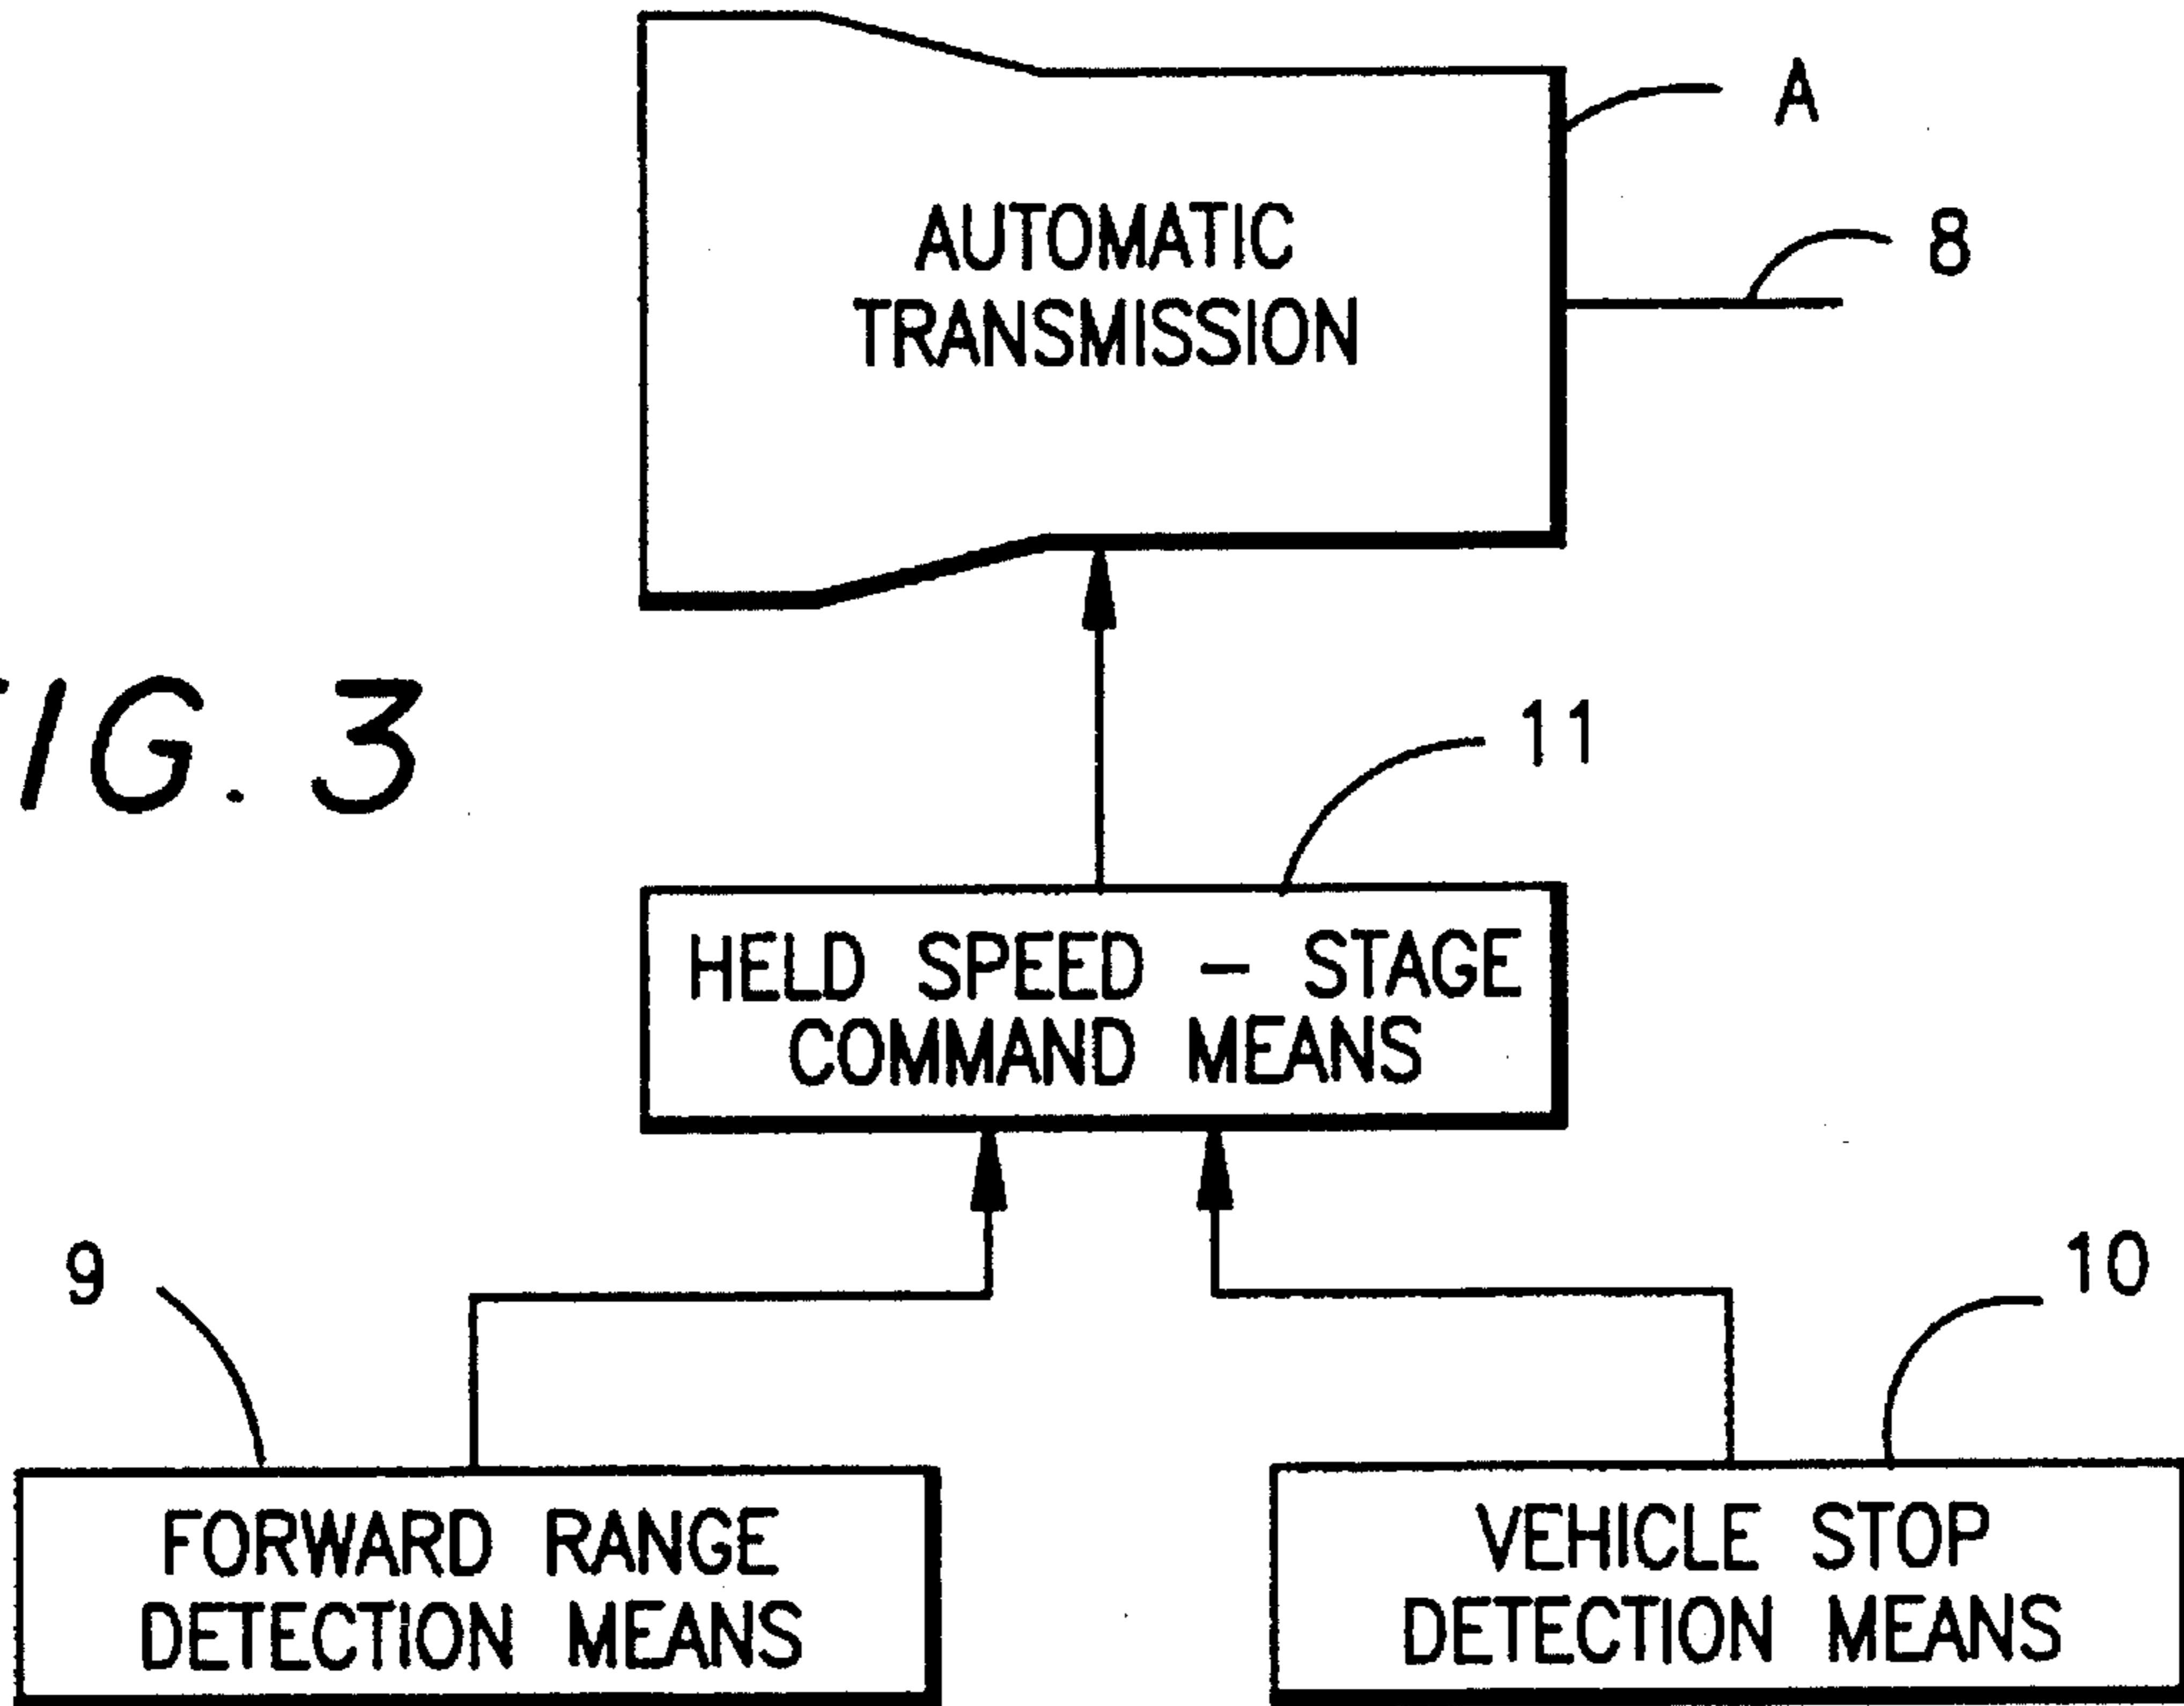 A
AUTOMATIC
TRANSMISSION
8
IG. 3
11
HELD SPEED – STAGE
COMMAND MEANS
9
10
FORWARD RANGE
DETECTION MEANS
VEHICLE STOP
DETECTION MEANS